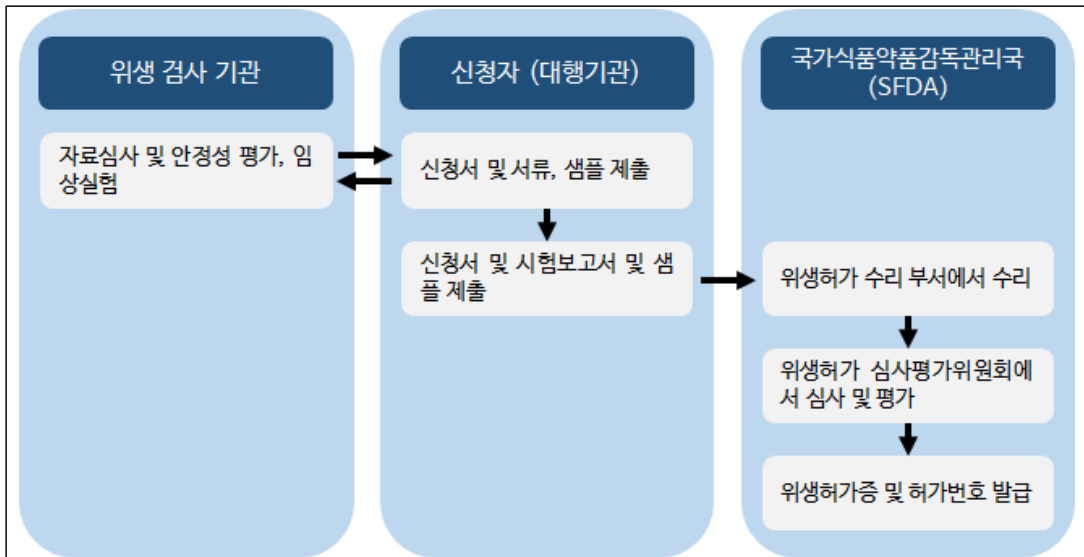 위생 검사 기관
자료심사 및 안정성 평가, 임
상실험
신청자 (대행기관)
신청서 및 서류, 샘플 제출
신청서 및 시험보고서 및 샘
플 제출
국가식품약품감독관리국
(SFDA)
위생허가 수리 부서에서 수리
위생허가 심사평가위원회에
서 심사 및 평가
위생허가증 및 허가번호 발급